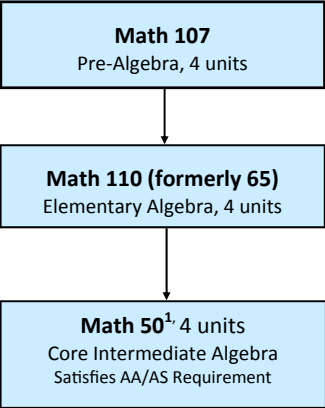 Math 107
Pre-Algebra, 4 units
Math 110 (formerly 65)
Elementary Algebra, 4 units
Math 50¹, 4 units
Core Intermediate Algebra
Satisfies AA/AS Requirement